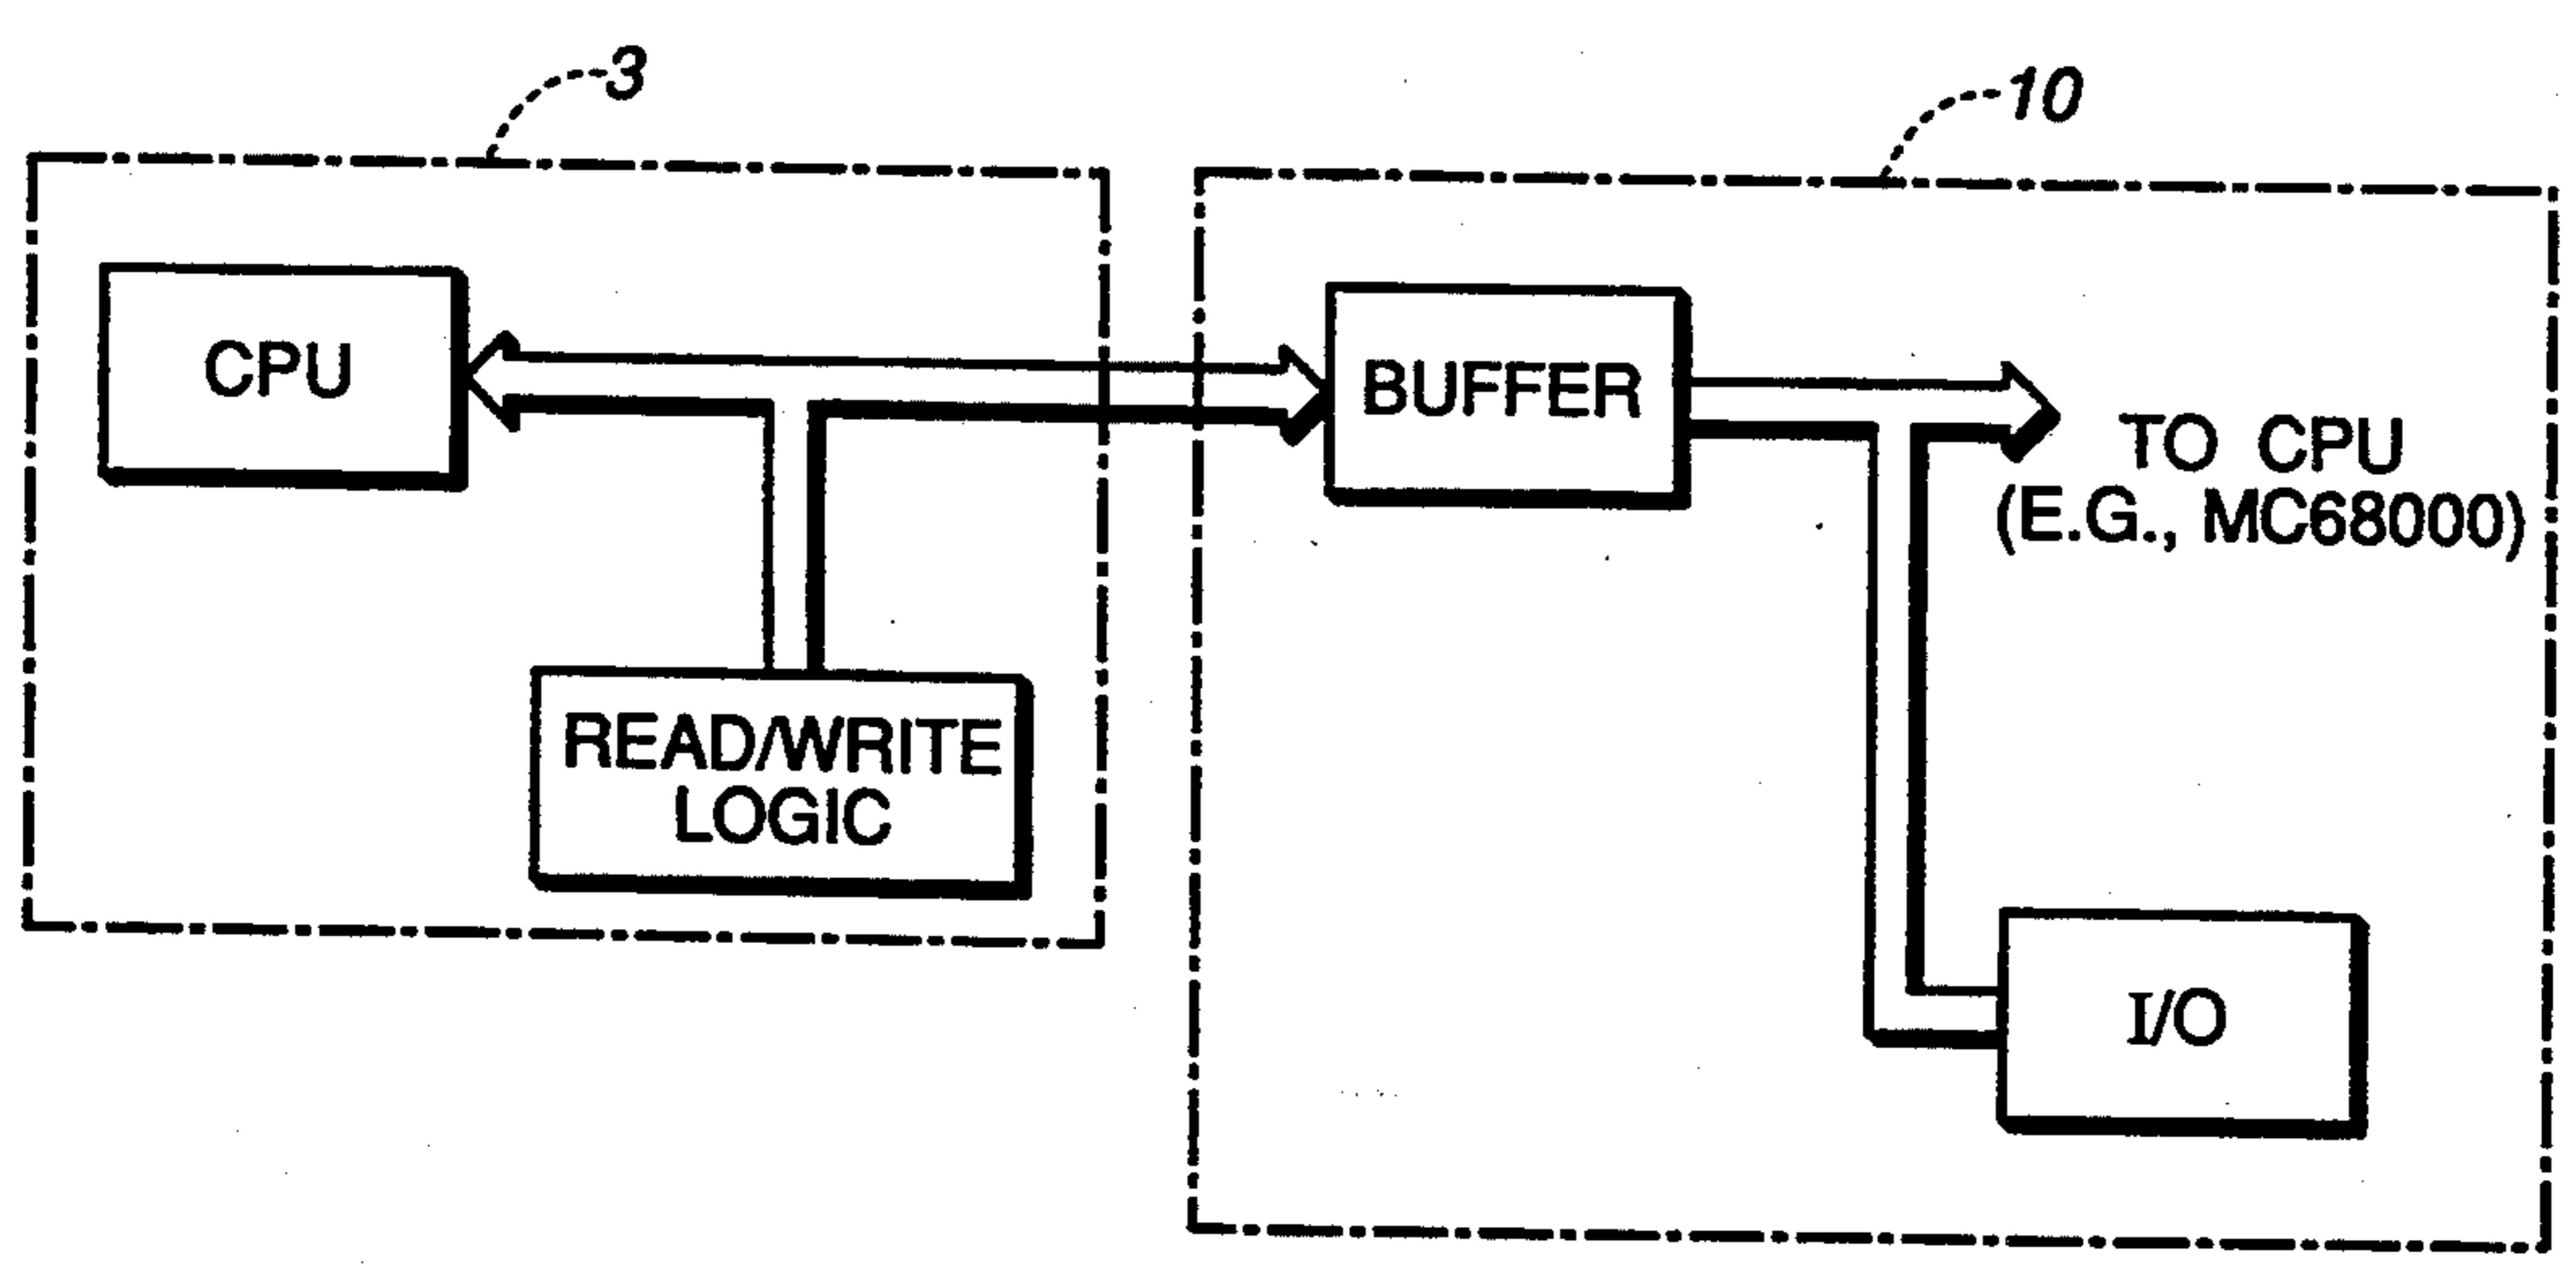 3
10
CPU
BUFFER
TO CPU
(E.G., MC68000)
READ/WRITE
LOGIC
I/O